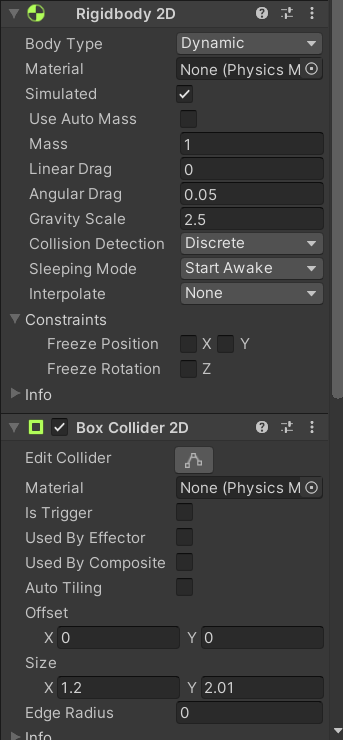 Rigidbody 2D
Body Type Dynamic
Material None (Physics M
Simulated
Use Auto Mass
Mass 1
Linear Drag 0
Angular Drag 0.05
Gravity Scale 2.5
Collision Detection Discrete
Sleeping Mode Start Awake
Interpolate None
Constraints
Freeze Position X Y
Freeze Rotation Z
Info
Box Collider 2D
Edit Collider
Material None (Physics M
Is Trigger
Used By Effector
Used By Composite
Auto Tiling
Offset
X 0 Y 0
Size
X 1.2 Y 2.01
Edge Radius 0
Info